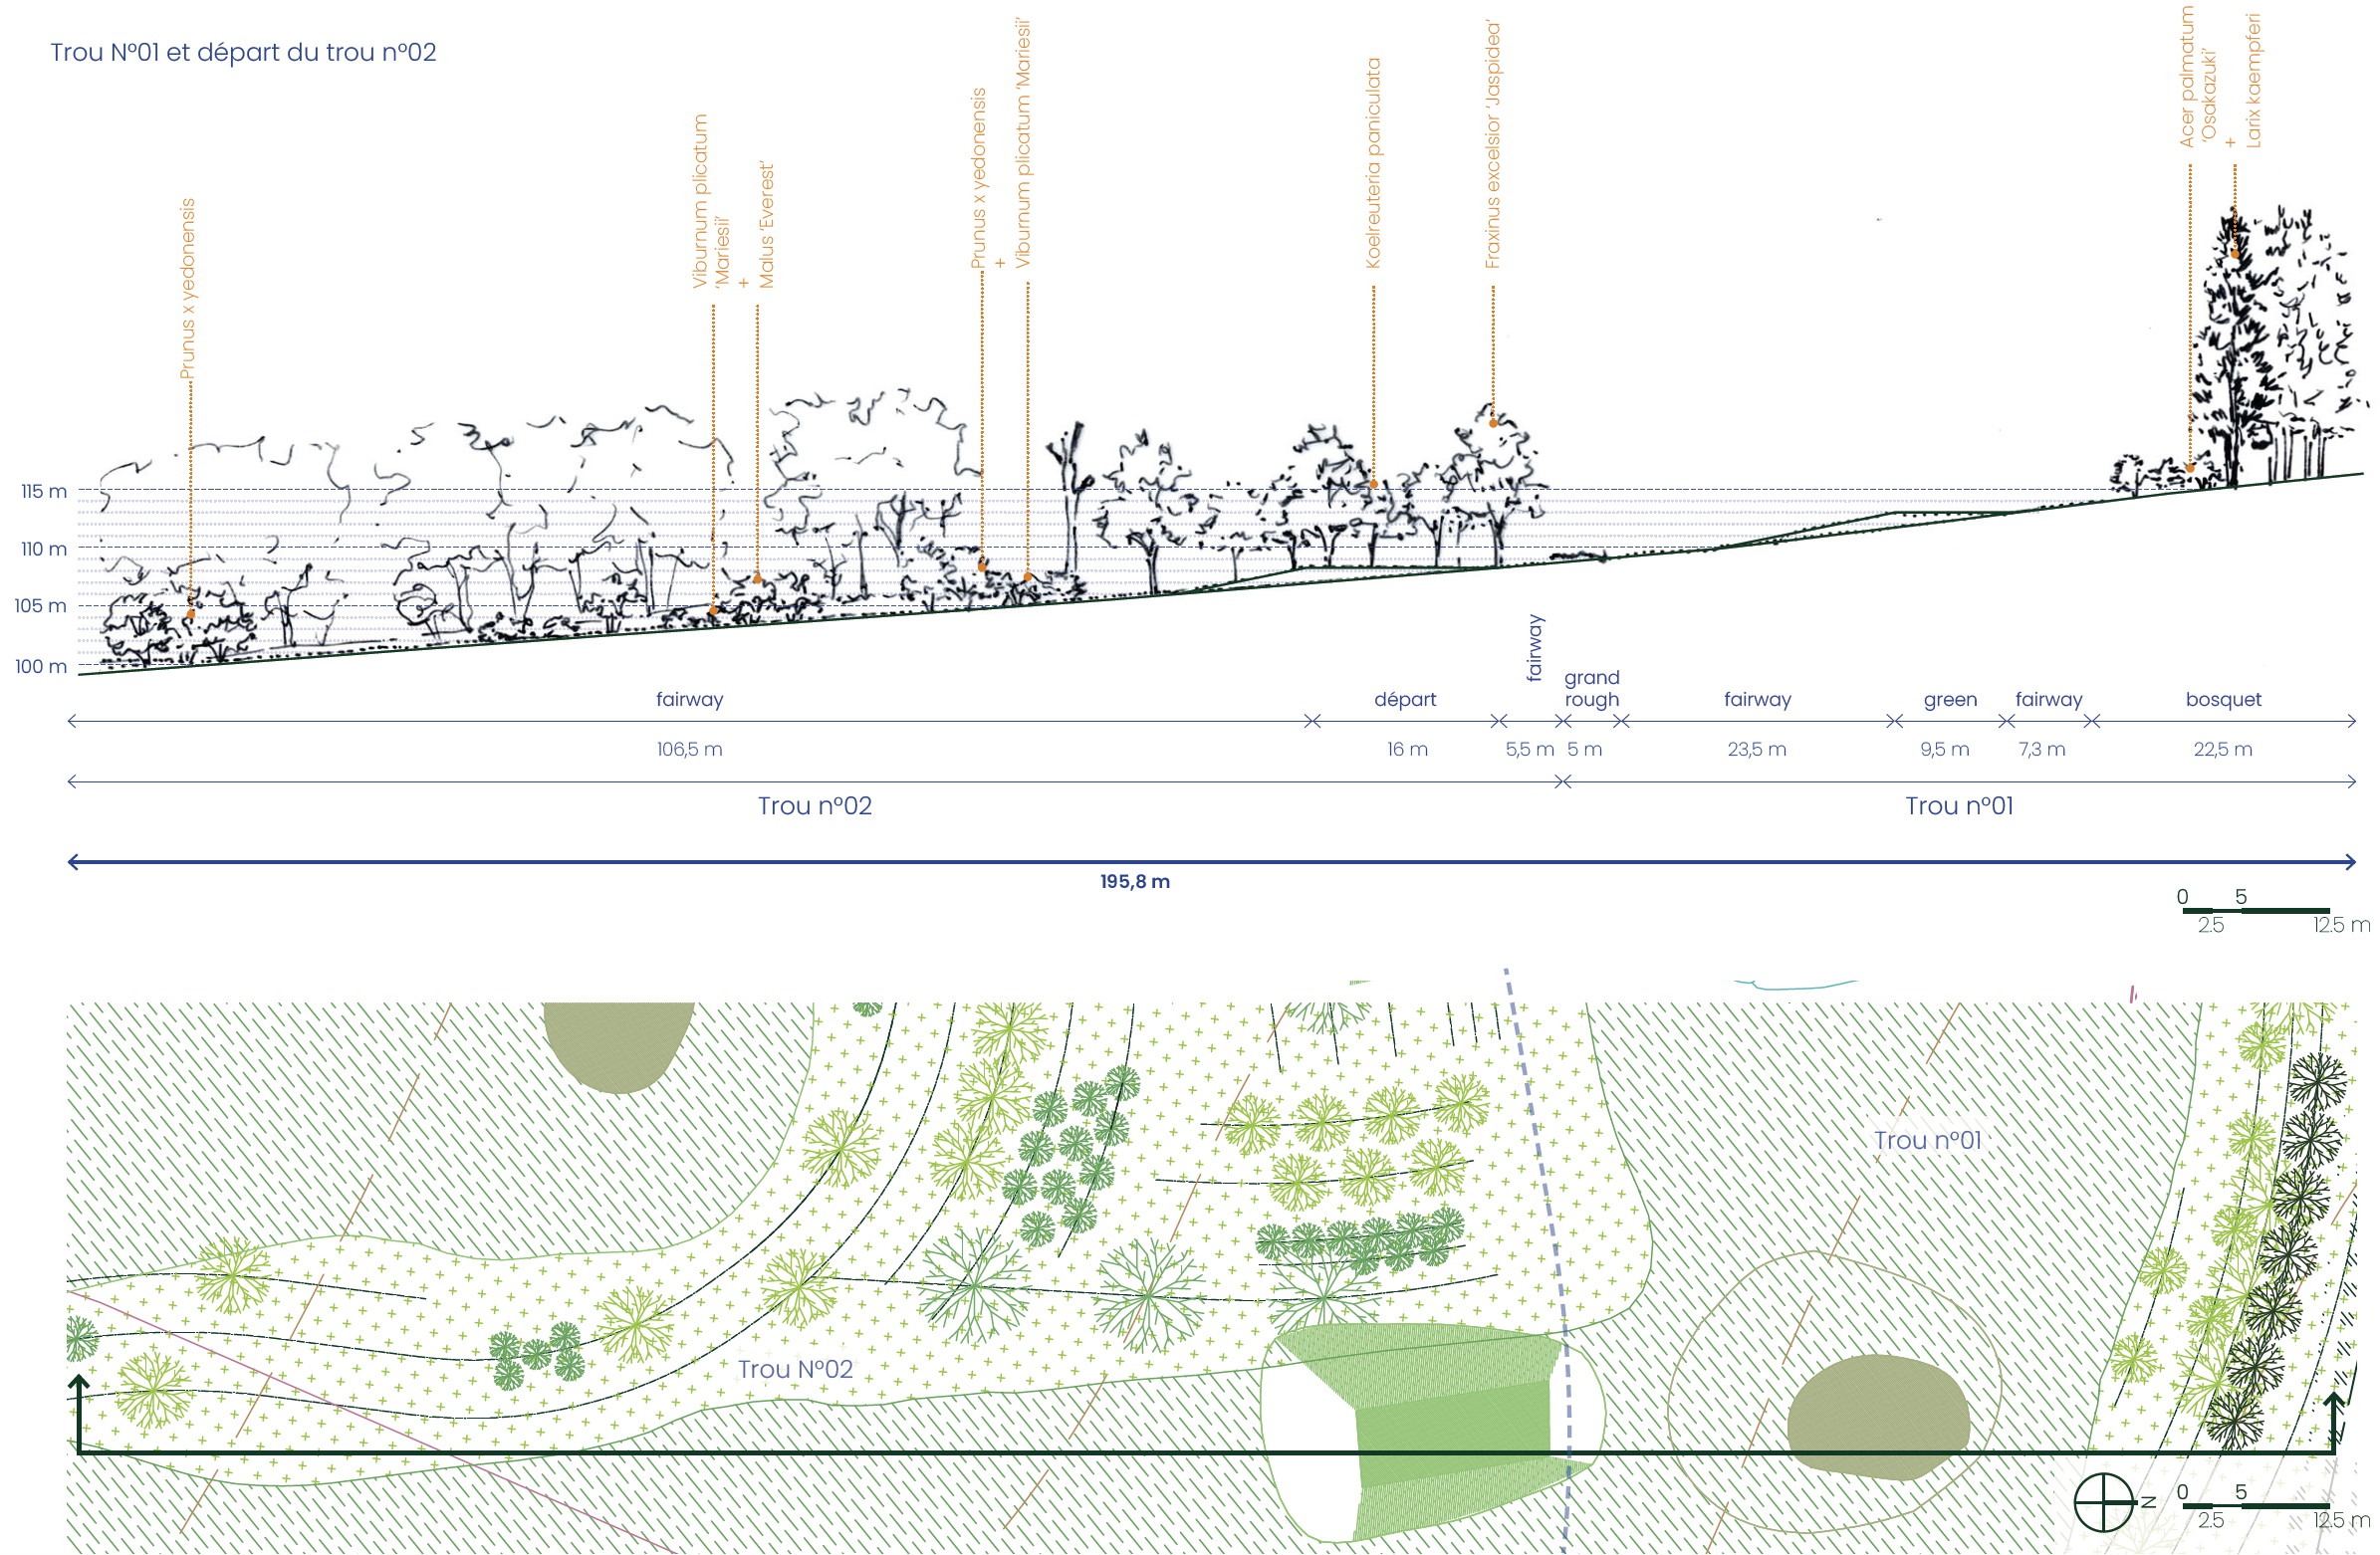 Trou N°01 et départ du trou n°02
Prunus x yedonensis
Viburnum plicatum
‘Mariesii’
+
Malus ‘Everest’
Prunus x yedonensis
+
Viburnum plicatum ‘Mariesii’
Koelreuteria paniculata
Fraxinus excelsior ‘Jaspidea’
Acer palmatum
‘Osakazuki’
+
Larix kaempferi
115 m
110 m
105 m
100 m
fairway
départ
fairway
grand
rough
fairway
green
fairway
bosquet
106,5 m
16 m
5,5 m
5 m
23,5 m
9,5 m
7,3 m
22,5 m
Trou n°02
Trou n°01
195,8 m
0 5
2.5 12.5 m
Trou n°01
Trou N°02
N
0 5
2.5 12.5 m